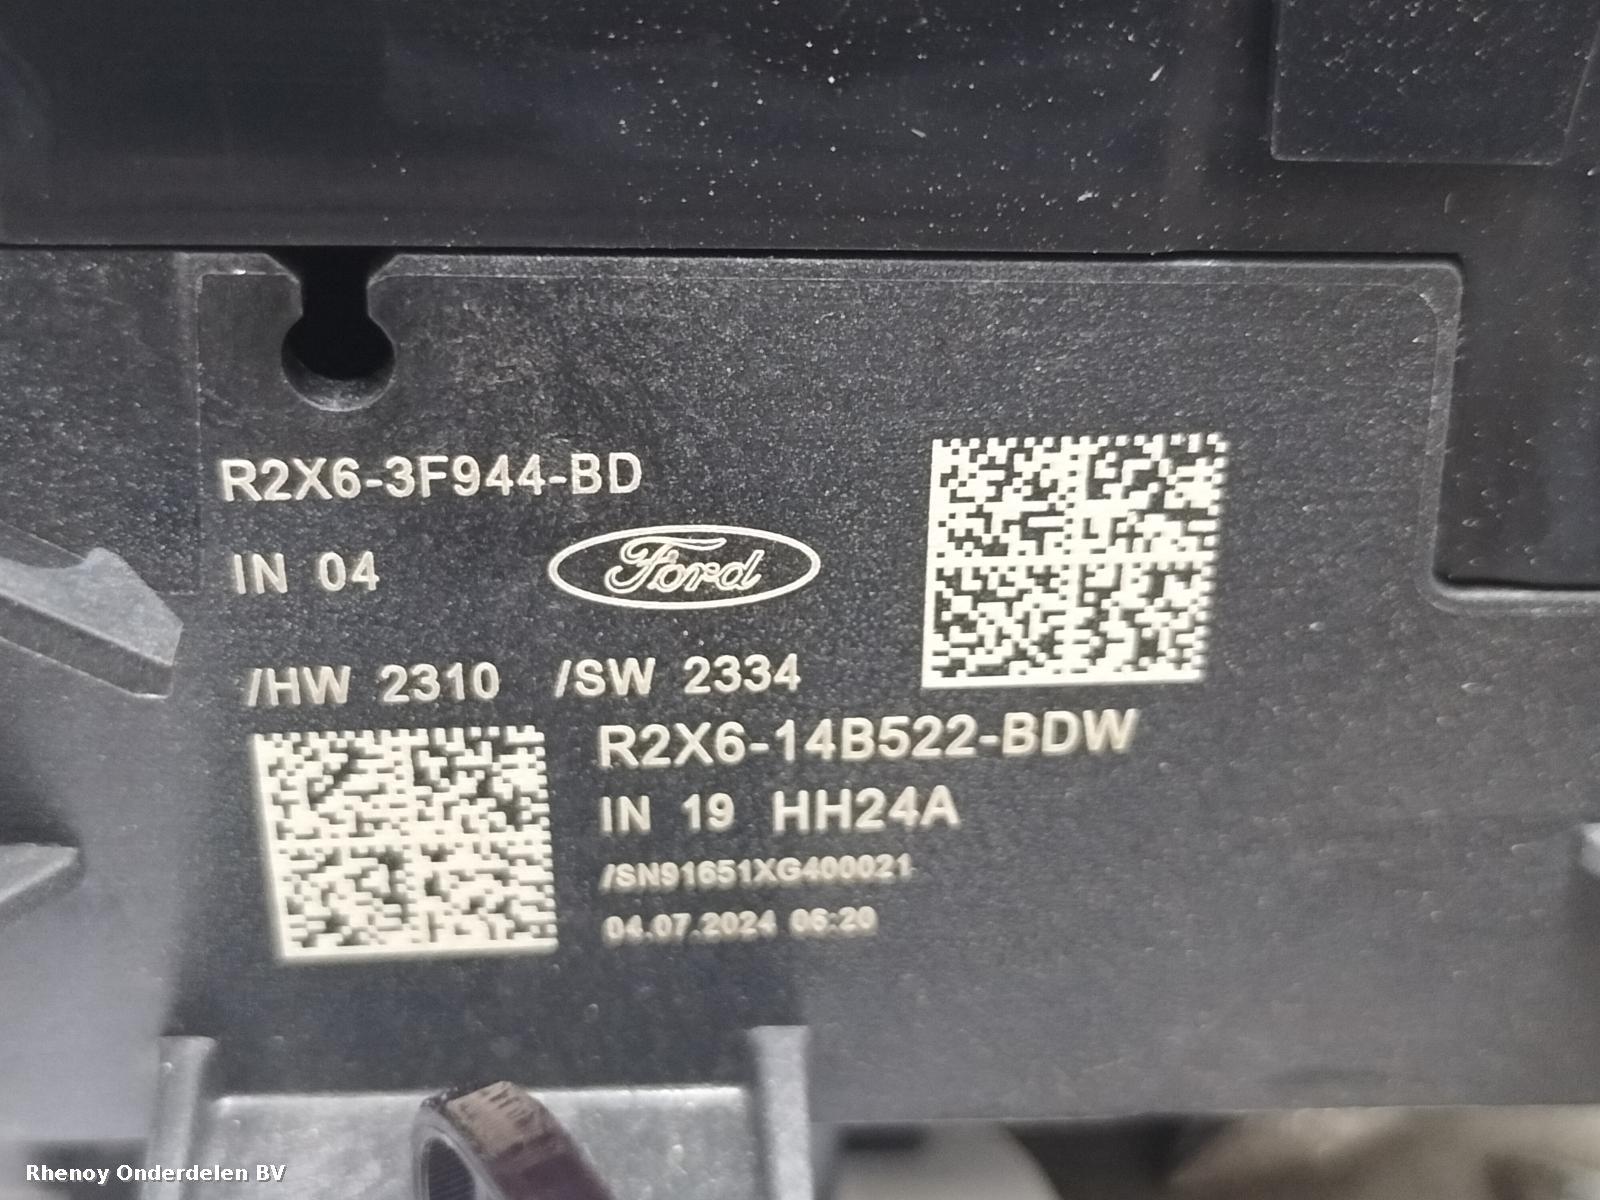 R2X6-3F944-BD
IN 04
Ford
/HW 2310 /SW 2334
R2X6-14B522-BDW
IN 19 HH24A
/SN91651XG400021
04.07.2024 06:20
Rhenoy Onderdelen BV